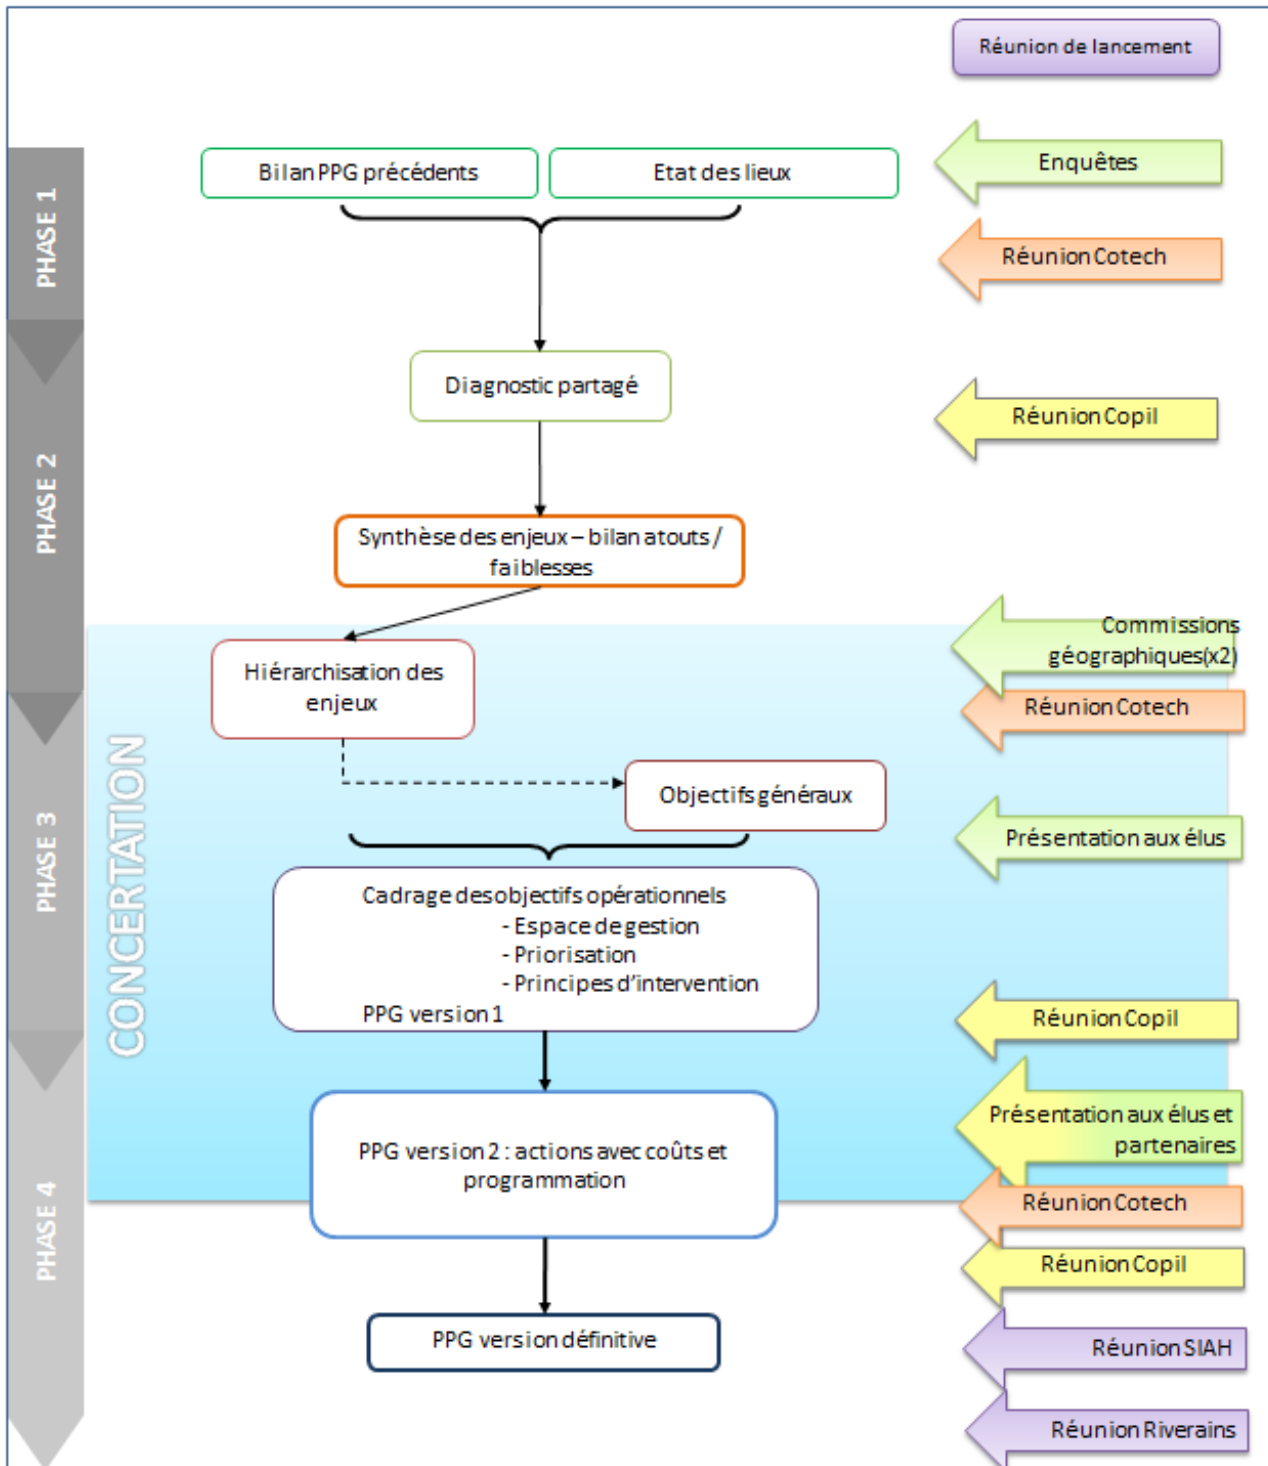 Réunion de lancement
PHASE 1
Bilan PPG précédents
Etat des lieux
Enquêtes
Réunion Cotech
PHASE 2
Diagnostic partagé
Réunion Copil
Synthèse des enjeux – bilan atouts /
faiblesses
Commissions
géographiques(x2)
Hiérarchisation des
enjeux
Réunion Cotech
PHASE 3
CONCERTATION
Objectifs généraux
Présentation aux élus
Cadrage des objectifs opérationnels
- Espace de gestion
- Priorisation
- Principes d’intervention
PPG version 1
Réunion Copil
PHASE 4
PPG version 2 : actions avec coûts et
programmation
Présentation aux élus et
partenaires
Réunion Cotech
Réunion Copil
PPG version définitive
Réunion SIAH
Réunion Riverains